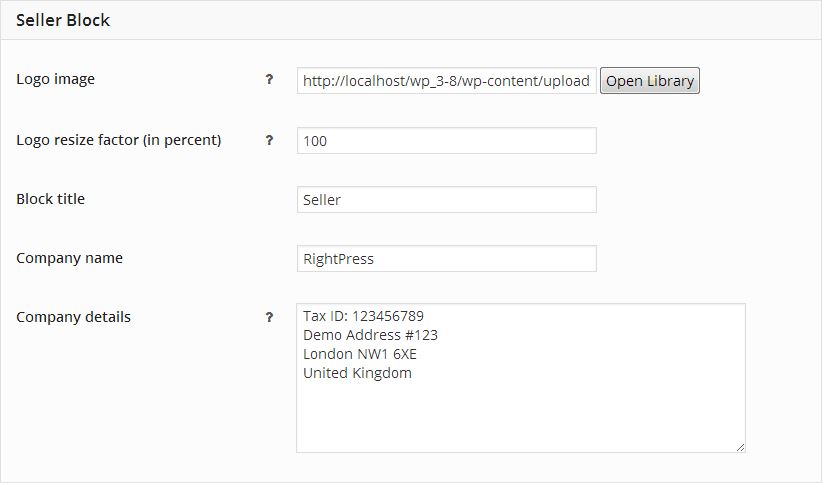 Seller Block
Logo image ? http://localhost/wp_3-8/wp-content/upload Open Library
Logo resize factor (in percent) ? 100
Block title Seller
Company name RightPress
Company details ? Tax ID: 123456789
Demo Address #123
London NW1 6XE
United Kingdom